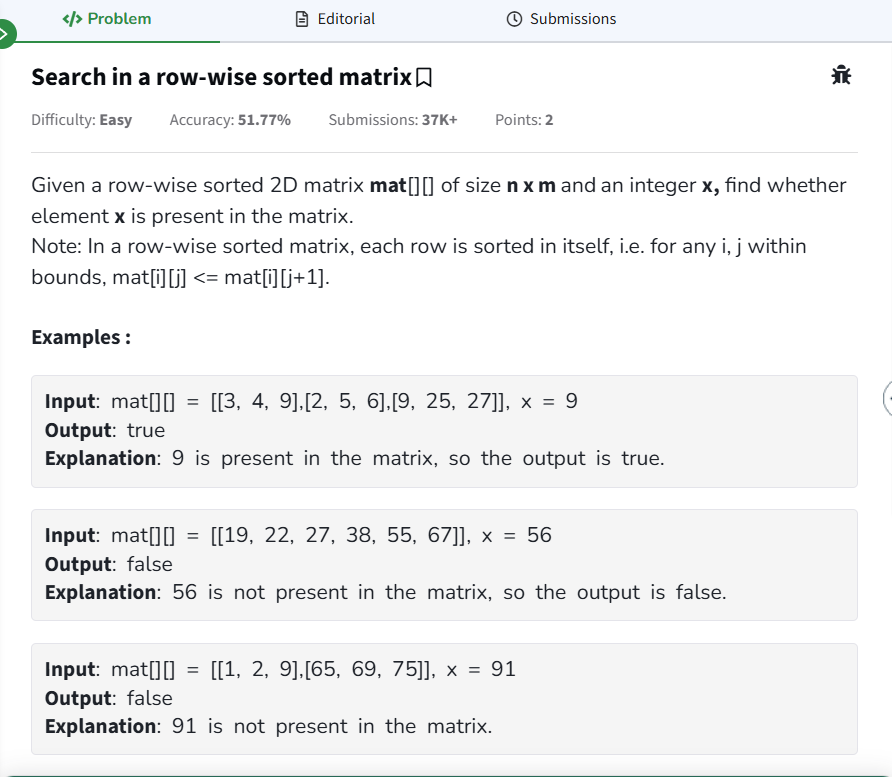 </> Problem
Editorial
Submissions
Search in a row-wise sorted matrix
Difficulty: Easy Accuracy: 51.77% Submissions: 37K+ Points: 2
Given a row-wise sorted 2D matrix mat[][] of size n x m and an integer x, find whether
element x is present in the matrix.
Note: In a row-wise sorted matrix, each row is sorted in itself, i.e. for any i, j within
bounds, mat[i][j] <= mat[i][j+1].
Examples :
Input: mat[][] = [[3, 4, 9],[2, 5, 6],[9, 25, 27]], x = 9
Output: true
Explanation: 9 is present in the matrix, so the output is true.
Input: mat[][] = [[19, 22, 27, 38, 55, 67]], x = 56
Output: false
Explanation: 56 is not present in the matrix, so the output is false.
Input: mat[][] = [[1, 2, 9],[65, 69, 75]], x = 91
Output: false
Explanation: 91 is not present in the matrix.